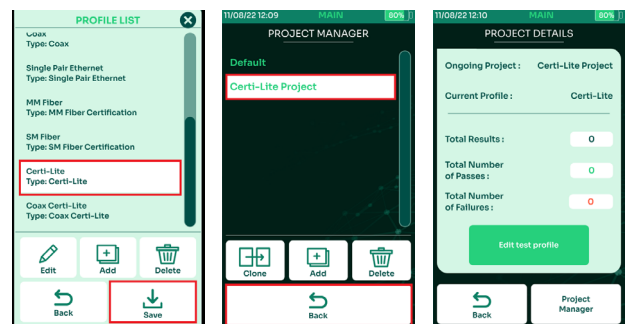 PROFILE LIST
Coax
Type: Coax
Single Pair Ethernet
Type: Single Pair Ethernet
MM Fiber
Type: MM Fiber Certification
SM Fiber
Type: SM Fiber Certification
Certi-Lite
Type: Certi-Lite
Coax Certi-Lite
Type: Coax Certi-Lite
Edit
Add
Delete
Back
Save
11/08/22 12:09
MAIN
80%
PROJECT MANAGER
Default
Certi-Lite Project
Clone
Add
Delete
Back
11/08/22 12:10
MAIN
80%
PROJECT DETAILS
Ongoing Project : Certi-Lite Project
Current Profile : Certi-Lite
Total Results : 0
Total Number
of Passes : 0
Total Number
of Failures : 0
Edit test profile
Back
Project
Manager